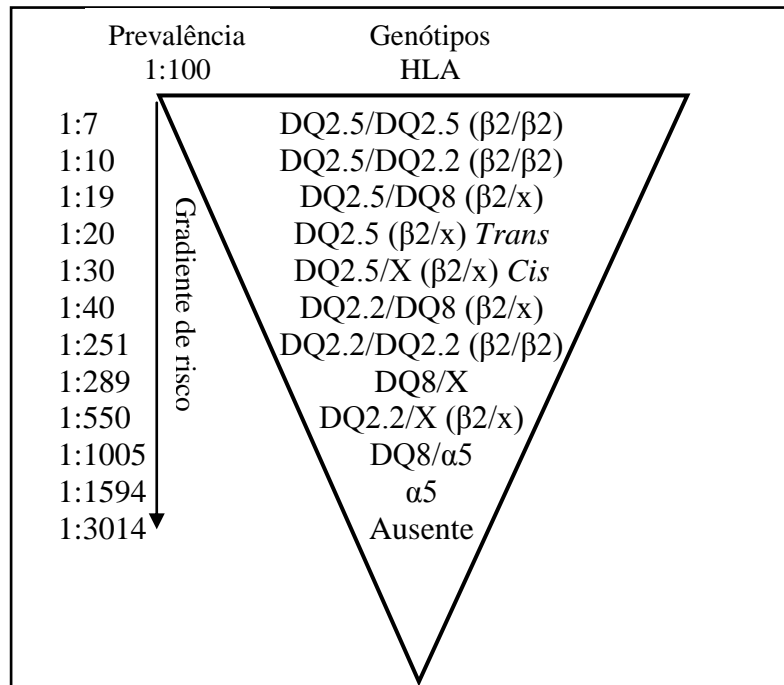 Prevalência Genótipos
1:100 HLA
1:7 DQ2.5/DQ2.5 (β2/β2)
1:10 DQ2.5/DQ2.2 (β2/β2)
1:19 DQ2.5/DQ8 (β2/x)
1:20 DQ2.5 (β2/x) Trans
1:30 DQ2.5/X (β2/x) Cis
1:40 DQ2.2/DQ8 (β2/x)
1:251 DQ2.2/DQ2.2 (β2/β2)
1:289 DQ8/X
1:550 DQ2.2/X (β2/x)
1:1005 DQ8/α5
1:1594 α5
1:3014 Ausente
Gradiente de risco